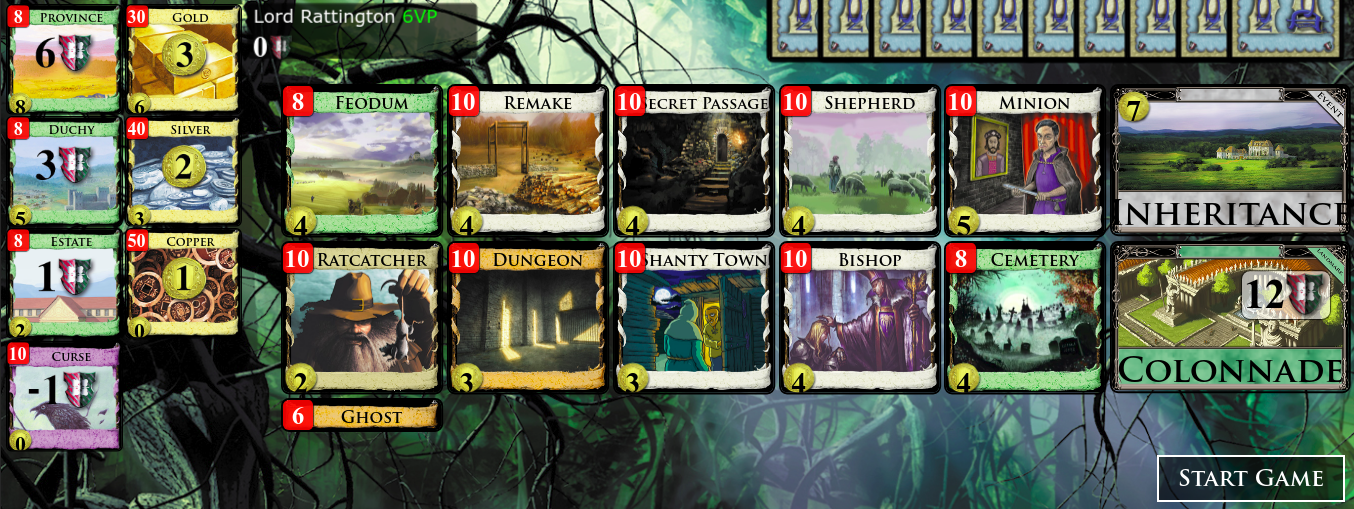 8 PROVINCE
6
8
30 GOLD
3
6
Lord Rattington 6VP
0
8 DUCHY
3
5
40 SILVER
2
3
8 ESTATE
1
2
50 COPPER
1
0
10 CURSE
-1
0
8 FEODUM
4
10 REMAKE
4
10 ECRET PASSAGE
4
10 SHEPHERD
4
10 MINION
5
7
EVENT
INHERITANCE
10 RATCATCHER
2
10 DUNGEON
3
10 SHANTY TOWN
3
10 BISHOP
4
8 CEMETERY
4
LANDMARK
12
COLONNADE
6 GHOST
START GAME